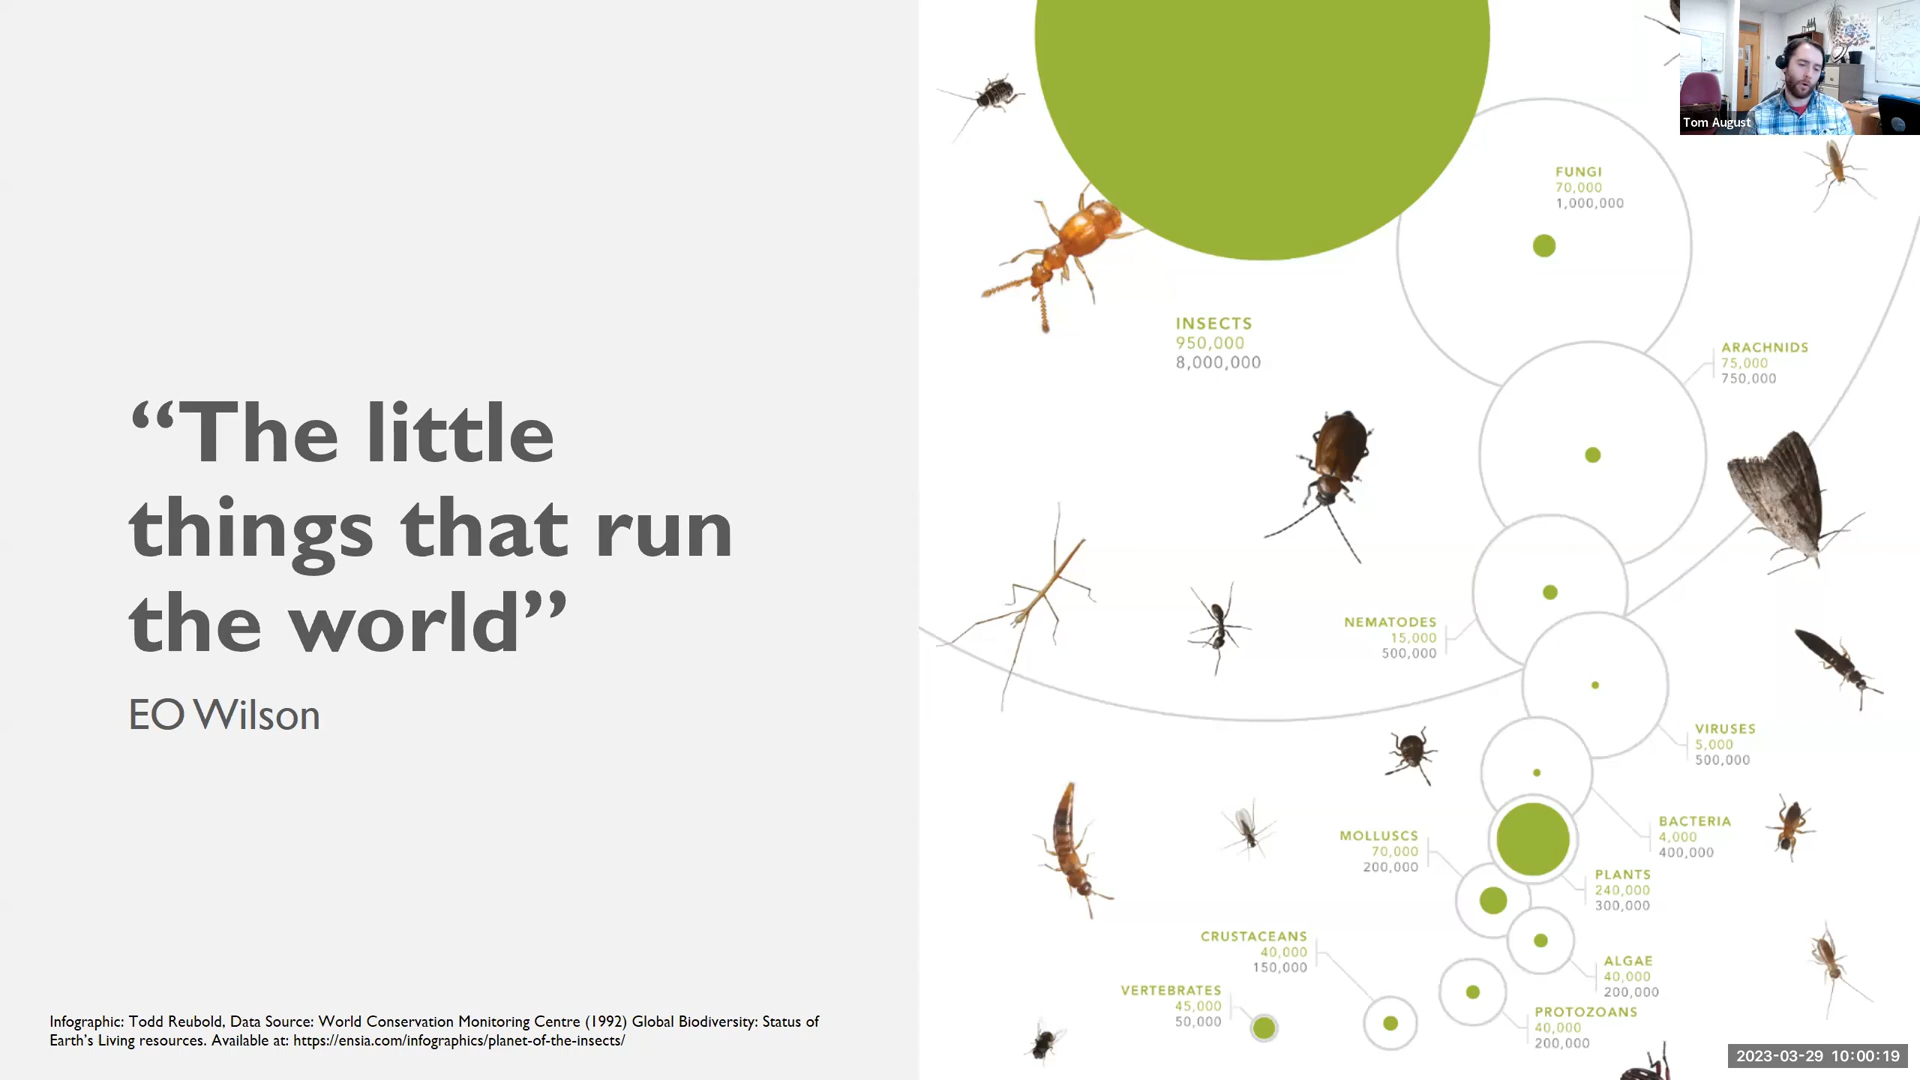 “The little
things that run
the world”
EO Wilson
Infographic: Todd Reubold, Data Source: World Conservation Monitoring Centre (1992) Global Biodiversity: Status of
Earth’s Living resources. Available at: https://ensia.com/infographics/planet-of-the-insects/
Tom August
FUNGI
70,000
1,000,000
INSECTS
950,000
8,000,000
ARACHNIDS
75,000
750,000
NEMATODES
15,000
500,000
VIRUSES
5,000
500,000
BACTERIA
4,000
400,000
MOLLUSCS
70,000
200,000
PLANTS
240,000
300,000
CRUSTACEANS
40,000
150,000
ALGAE
40,000
200,000
VERTEBRATES
45,000
50,000
PROTOZOANS
40,000
200,000
2023-03-29 10:00:19